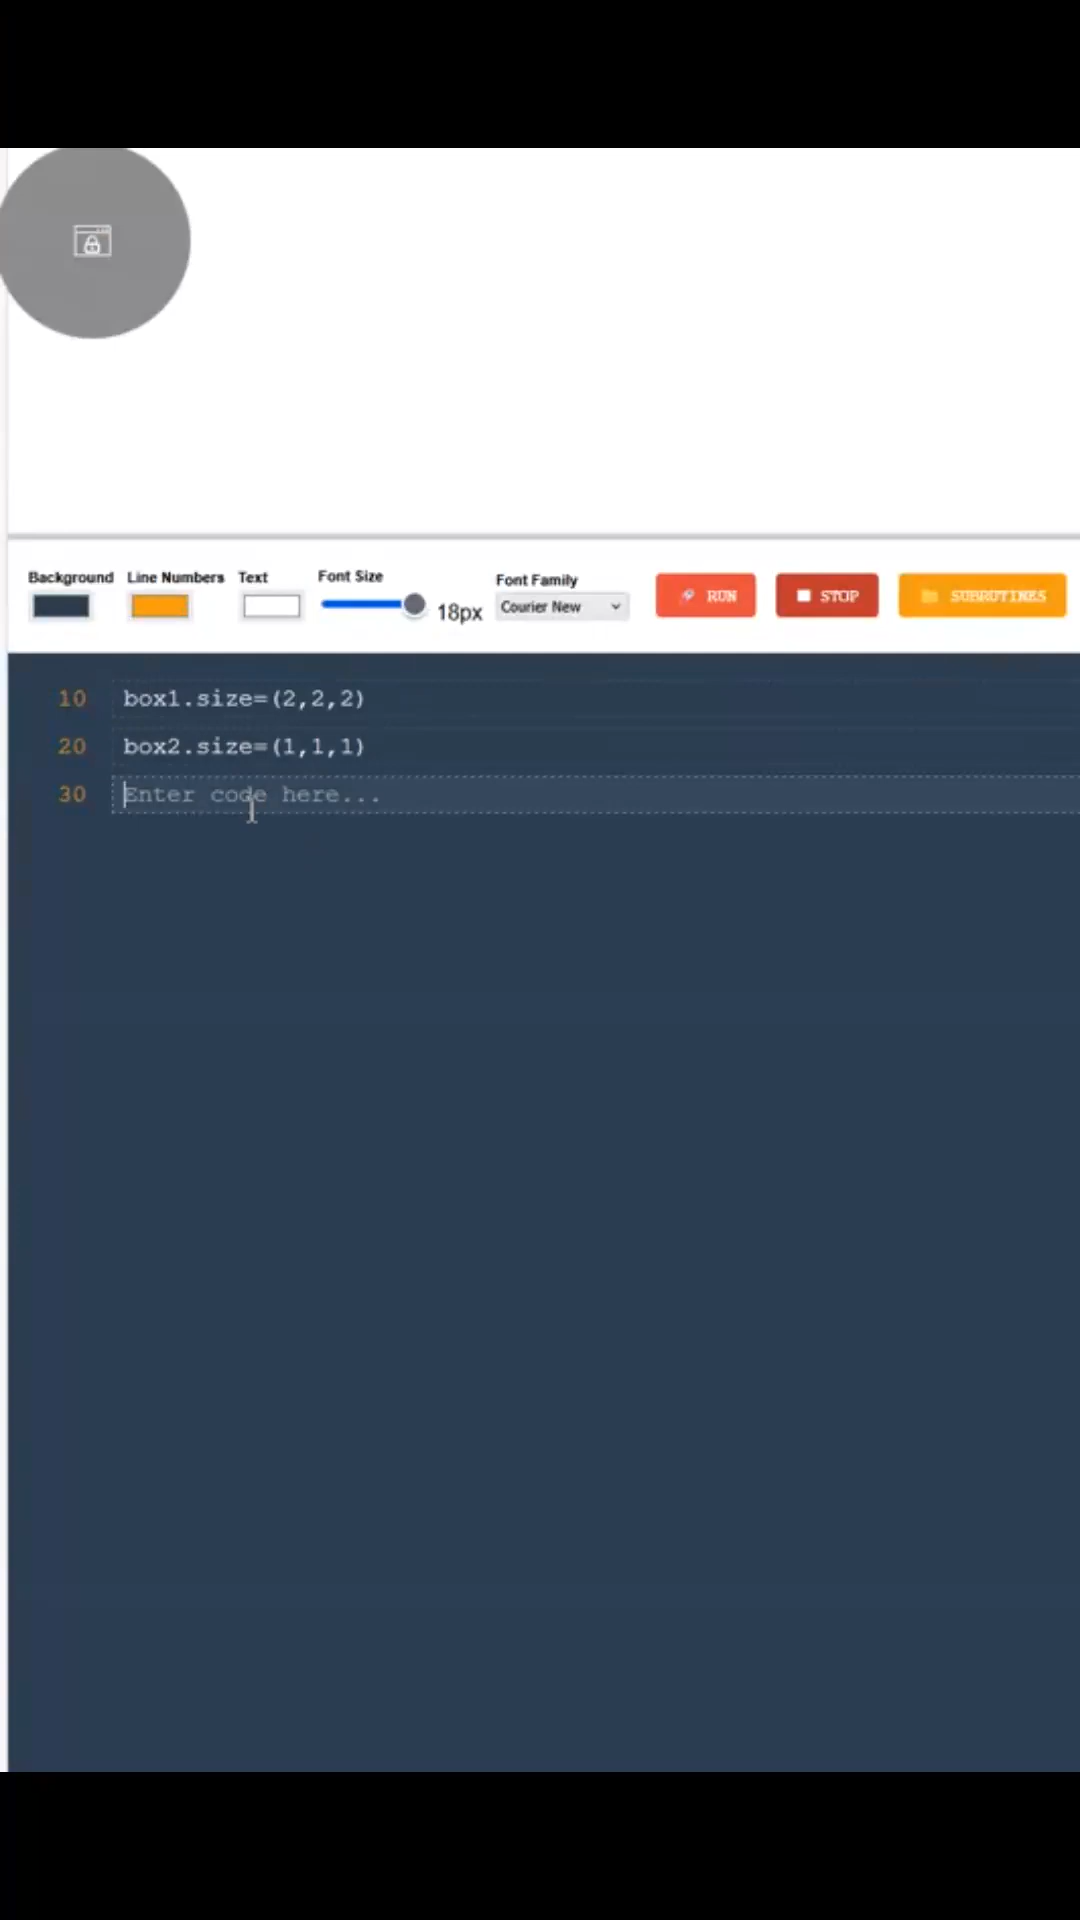 Background Line Numbers Text Font Size Font Family
18px Courier New RUN STOP SUBROUTINES
10 box1.size=(2,2,2)
20 box2.size=(1,1,1)
30 Enter code here...